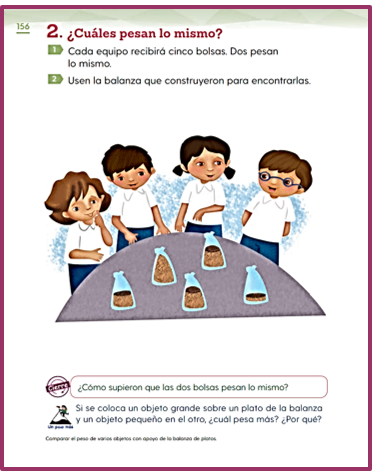 156
2. ¿Cuáles pesan lo mismo?
1 Cada equipo recibirá cinco bolsas. Dos pesan
lo mismo.
2 Usen la balanza que construyeron para encontrarlas.
Cierre
¿Cómo supieron que las dos bolsas pesan lo mismo?
Un paso más
Si se coloca un objeto grande sobre un plato de la balanza
y un objeto pequeño en el otro, ¿cuál pesa más? ¿Por qué?
Comparar el peso de varios objetos con apoyo de la balanza de platos.